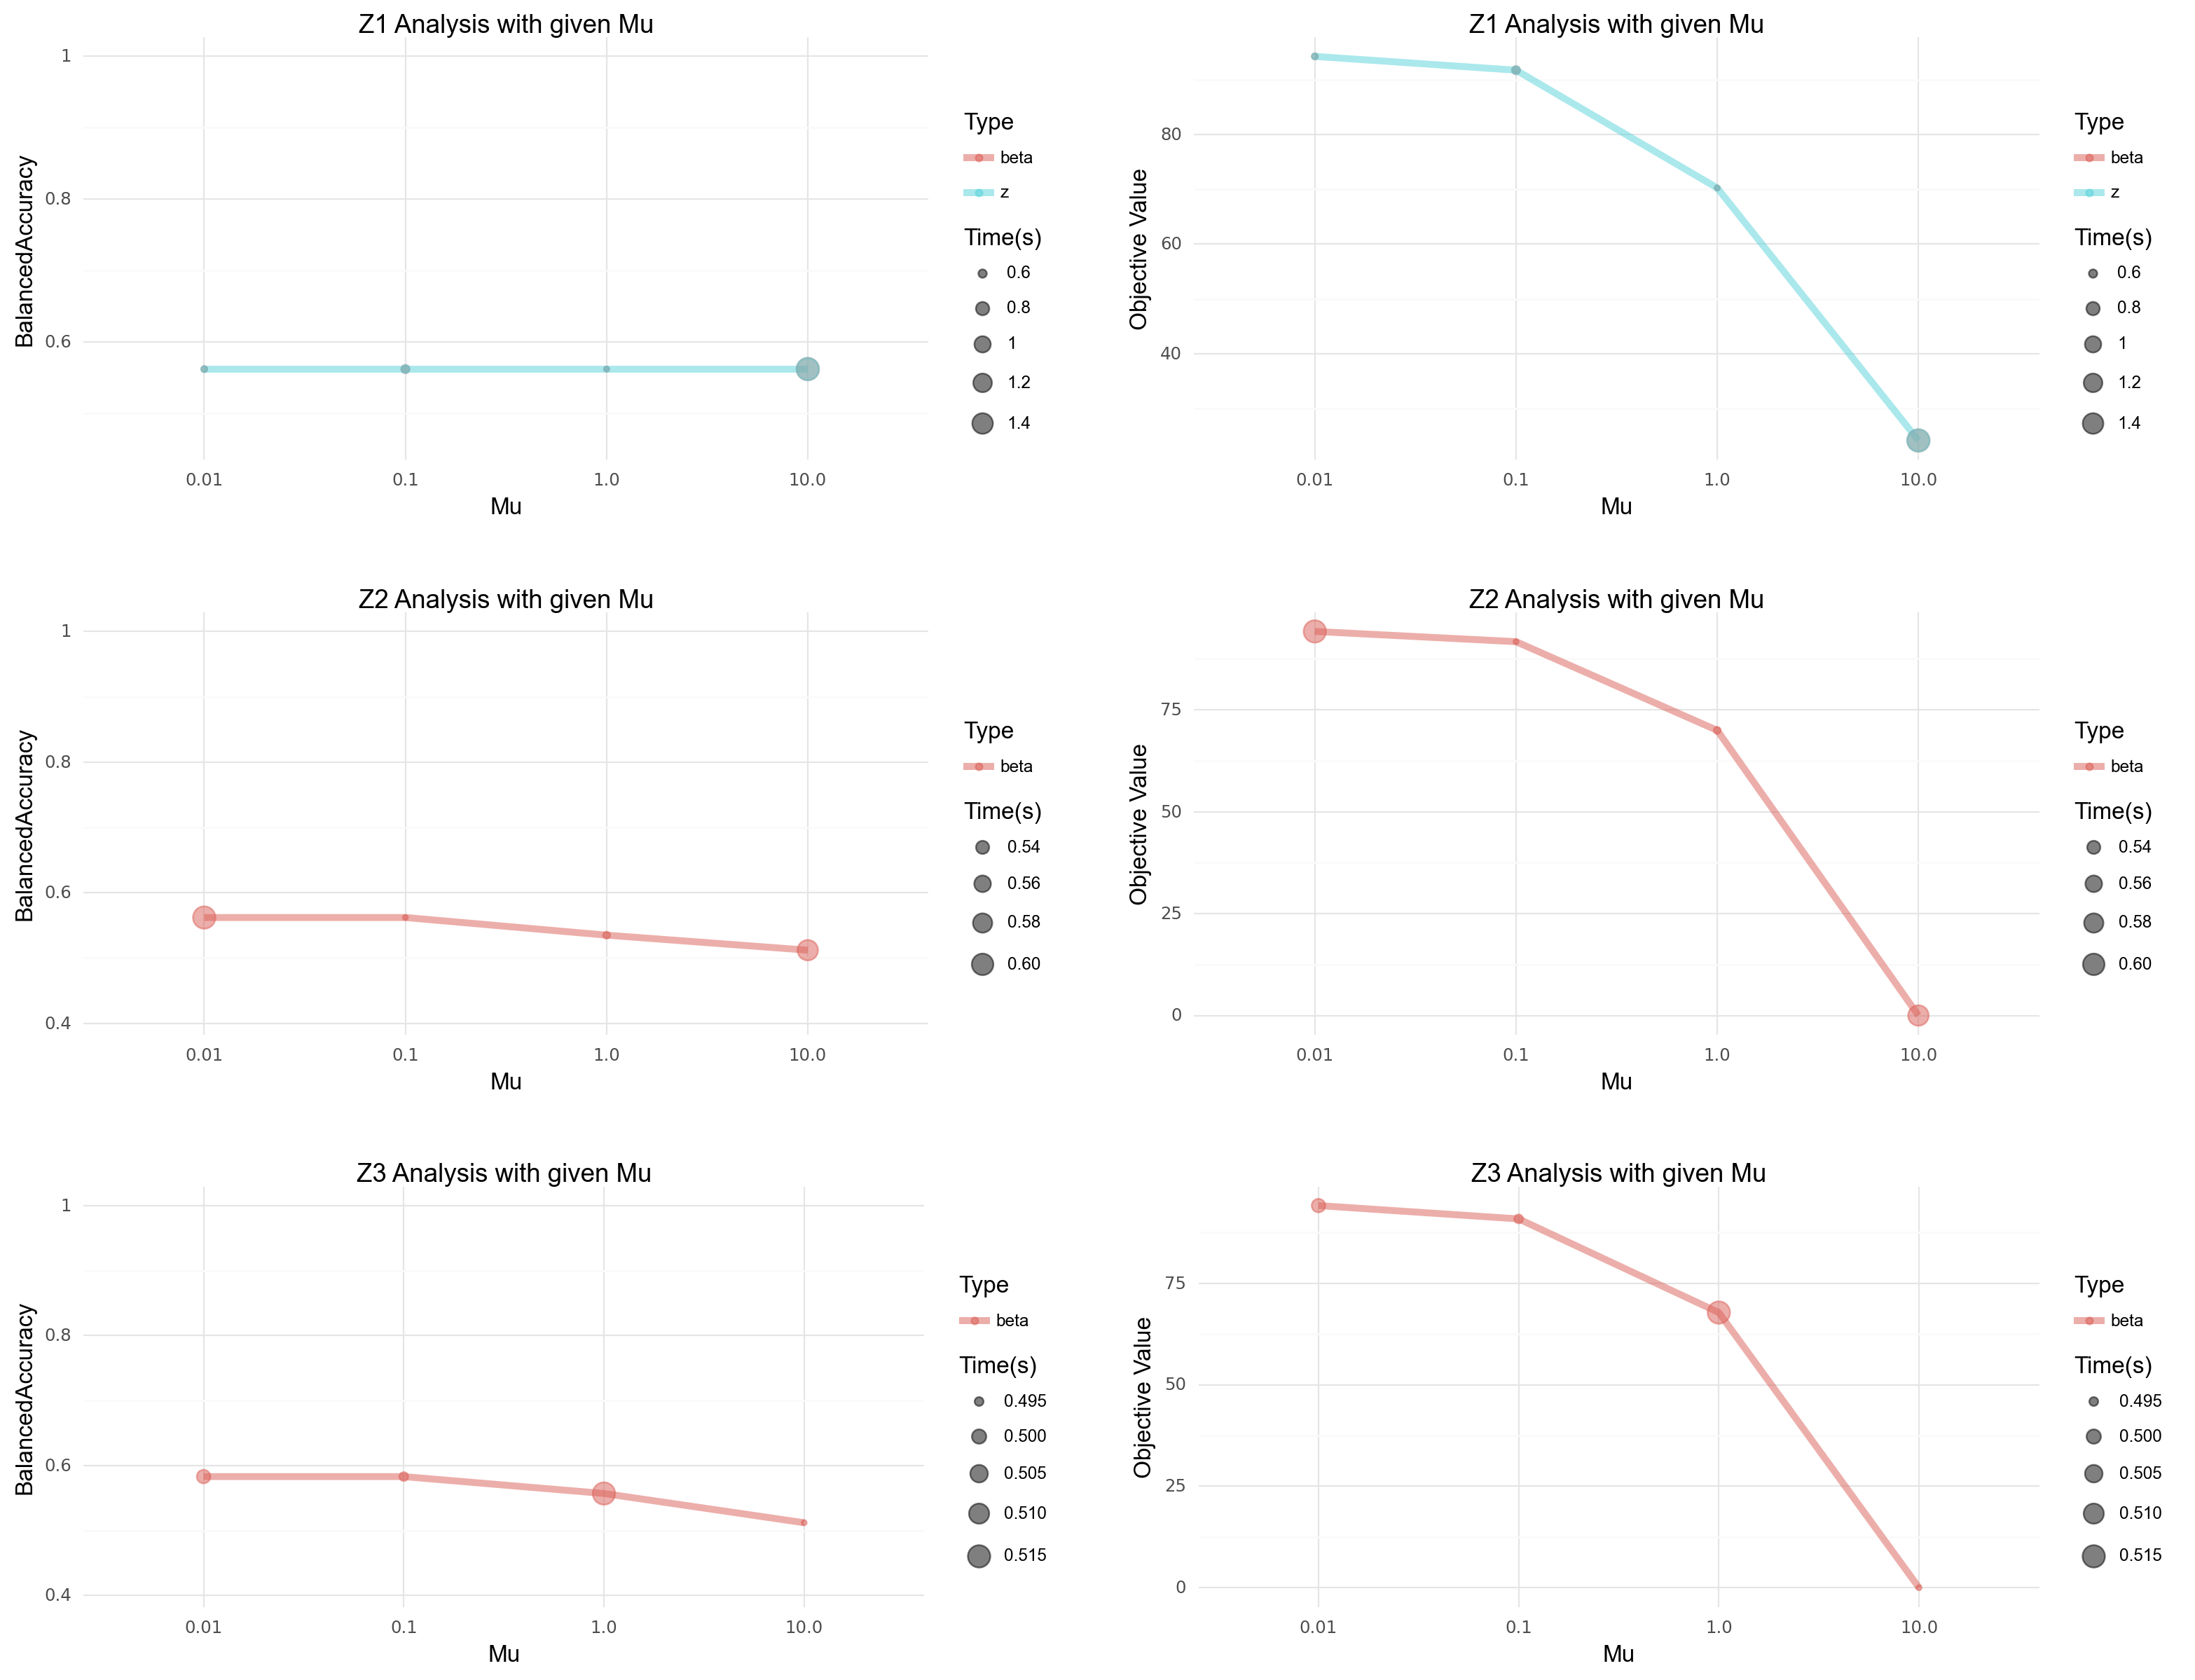 Z1 Analysis with given Mu
BalancedAccuracy
1
0.8
0.6
0.01 0.1 1.0 10.0
Mu
Type
beta
z
Time(s)
0.6
0.8
1
1.2
1.4
Z1 Analysis with given Mu
Objective Value
80
60
40
0.01 0.1 1.0 10.0
Mu
Type
beta
z
Time(s)
0.6
0.8
1
1.2
1.4
Z2 Analysis with given Mu
BalancedAccuracy
1
0.8
0.6
0.4
0.01 0.1 1.0 10.0
Mu
Type
beta
Time(s)
0.54
0.56
0.58
0.60
Z2 Analysis with given Mu
Objective Value
75
50
25
0
0.01 0.1 1.0 10.0
Mu
Type
beta
Time(s)
0.54
0.56
0.58
0.60
Z3 Analysis with given Mu
BalancedAccuracy
1
0.8
0.6
0.4
0.01 0.1 1.0 10.0
Mu
Type
beta
Time(s)
0.495
0.500
0.505
0.510
0.515
Z3 Analysis with given Mu
Objective Value
75
50
25
0
0.01 0.1 1.0 10.0
Mu
Type
beta
Time(s)
0.495
0.500
0.505
0.510
0.515